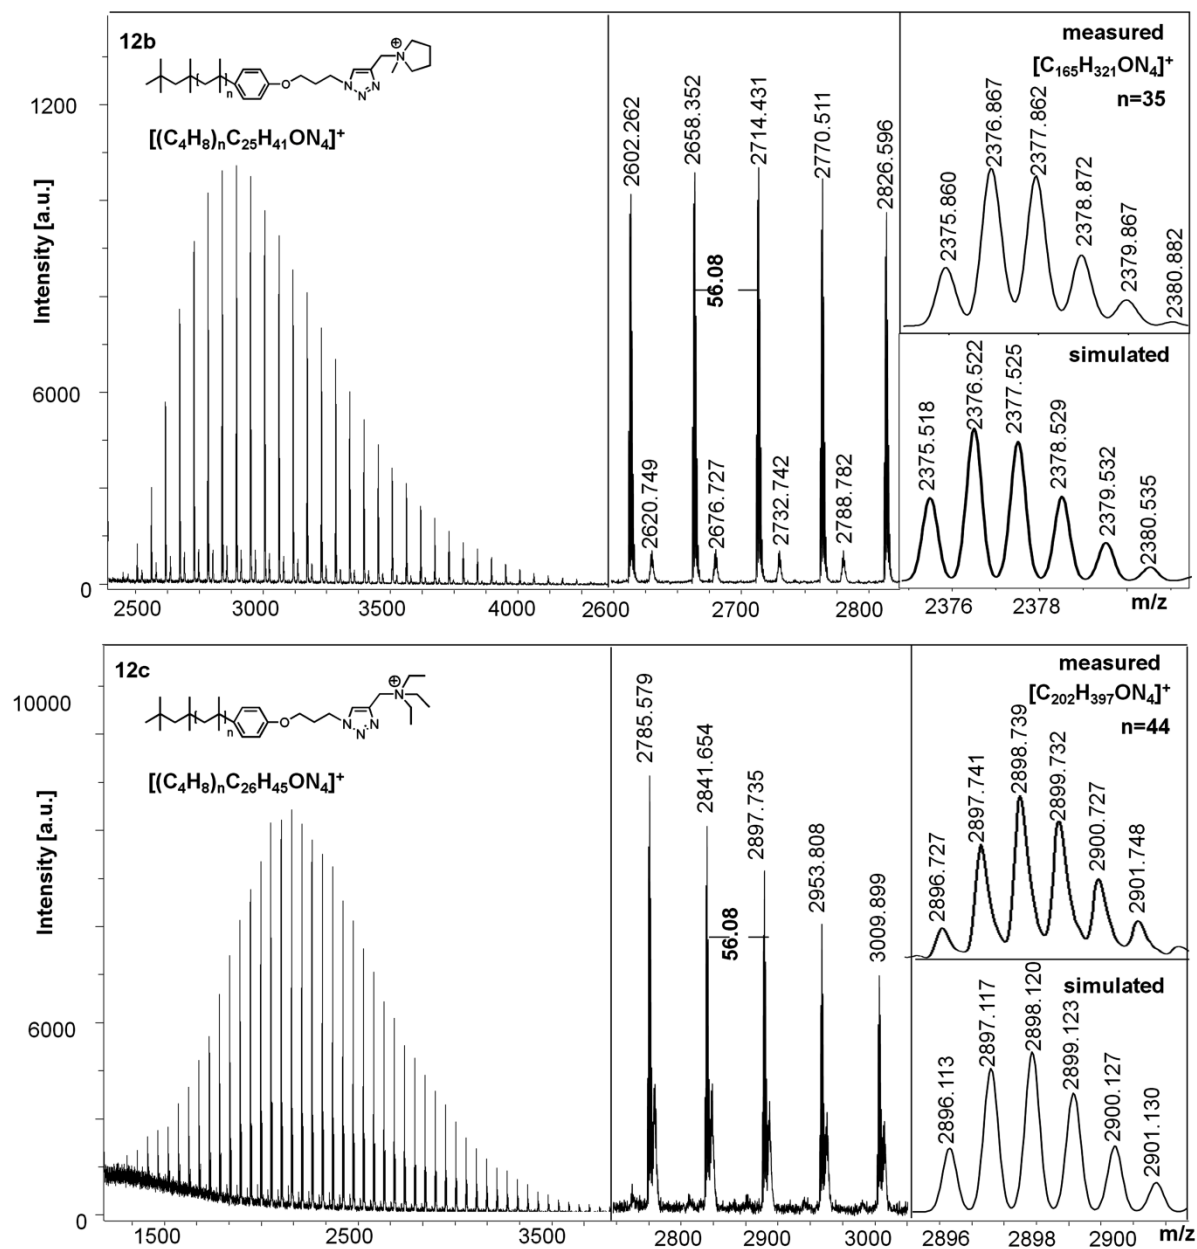 12b
⊕
N
O
N
N
N
n
[(C₄H₈)ₙC₂₅H₄₁ON₄]⁺
Intensity [a.u.]
1200
6000
0
2500
3000
3500
4000
2602.262
2658.352
2714.431
2770.511
2826.596
56.08
2620.749
2676.727
2732.742
2788.782
2600
2700
2800
measured
[C₁₆₅H₃₂₁ON₄]⁺
n=35
2375.860
2376.867
2377.862
2378.872
2379.867
2380.882
simulated
2375.518
2376.522
2377.525
2378.529
2379.532
2380.535
2376
2378
m/z
12c
⊕
N
O
N
N
N
n
[(C₄H₈)ₙC₂₆H₄₅ON₄]⁺
Intensity [a.u.]
10000
6000
0
1500
2500
3500
2785.579
2841.654
2897.735
2953.808
3009.899
56.08
2800
2900
3000
measured
[C₂₀₂H₃₉₇ON₄]⁺
n=44
2896.727
2897.741
2898.739
2899.732
2900.727
2901.748
simulated
2896.113
2897.117
2898.120
2899.123
2900.127
2901.130
2896
2898
2900
m/z